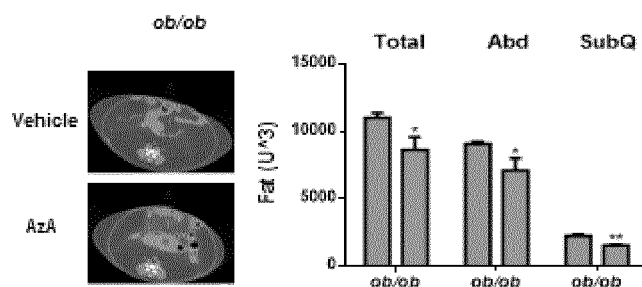 ob/ob
Vehicle
AzA
Total Abd SubQ
Fat (U^3)
15000
10000
5000
0
* * **
ob/ob ob/ob ob/ob